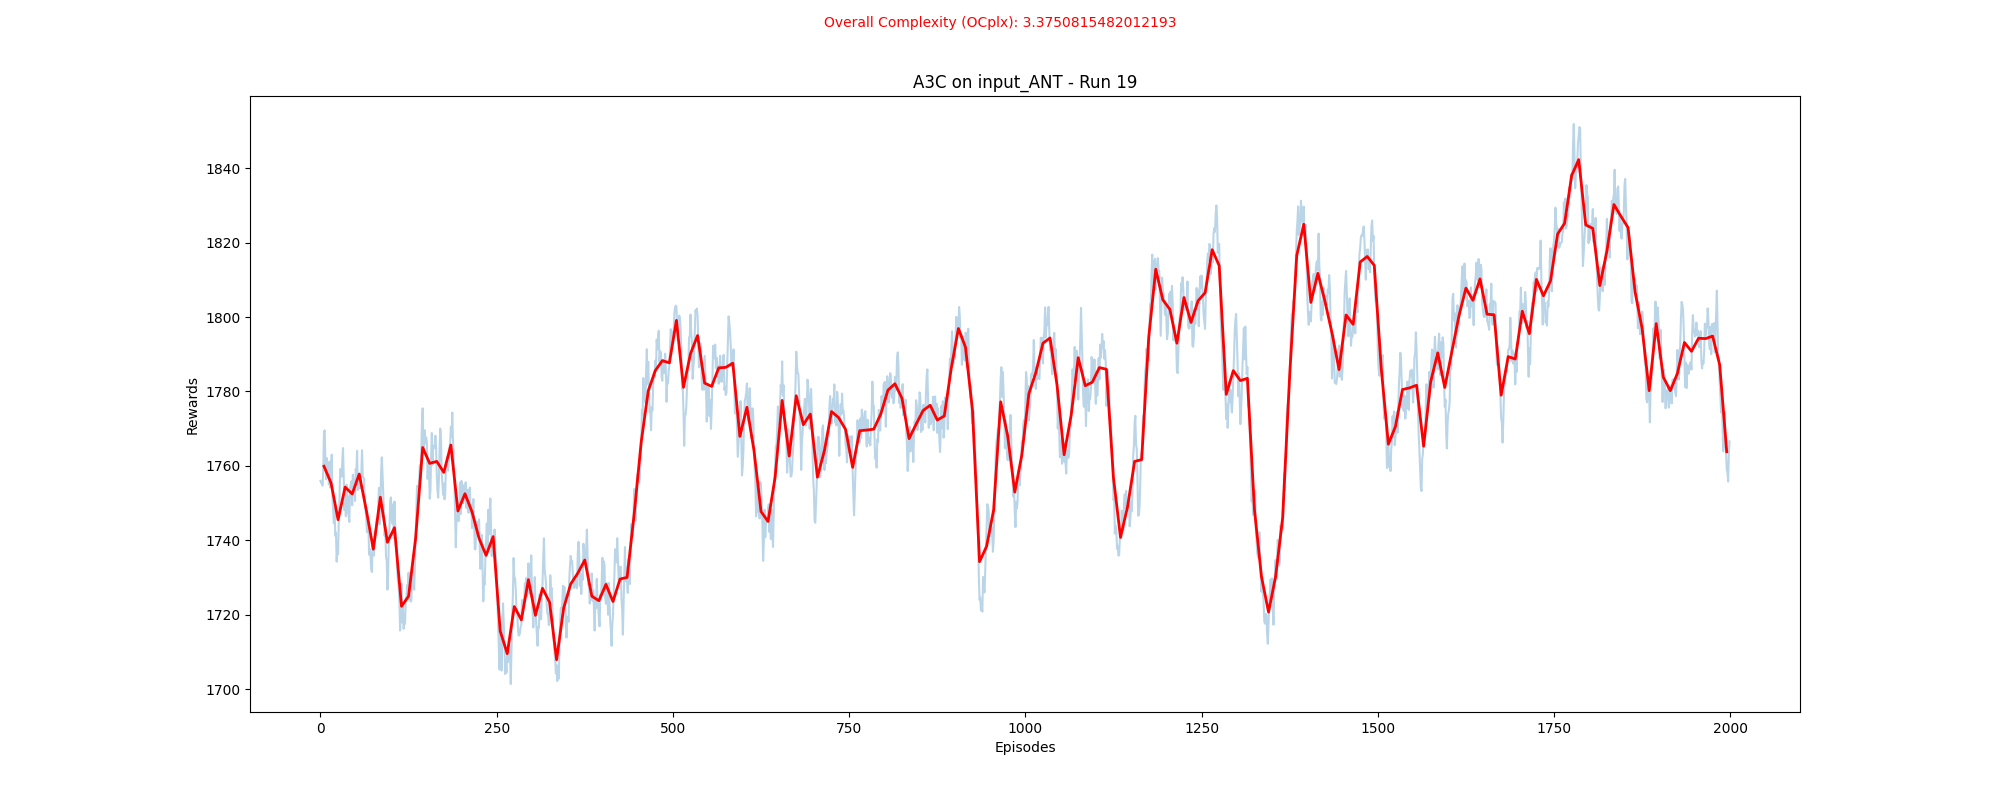 Overall Complexity (OCplx): 3.3750815482012193
A3C on input_ANT - Run 19
1840
1820
1800
1780
1760
1740
1720
1700
Rewards
0 250 500 750 1000 1250 1500 1750 2000
Episodes